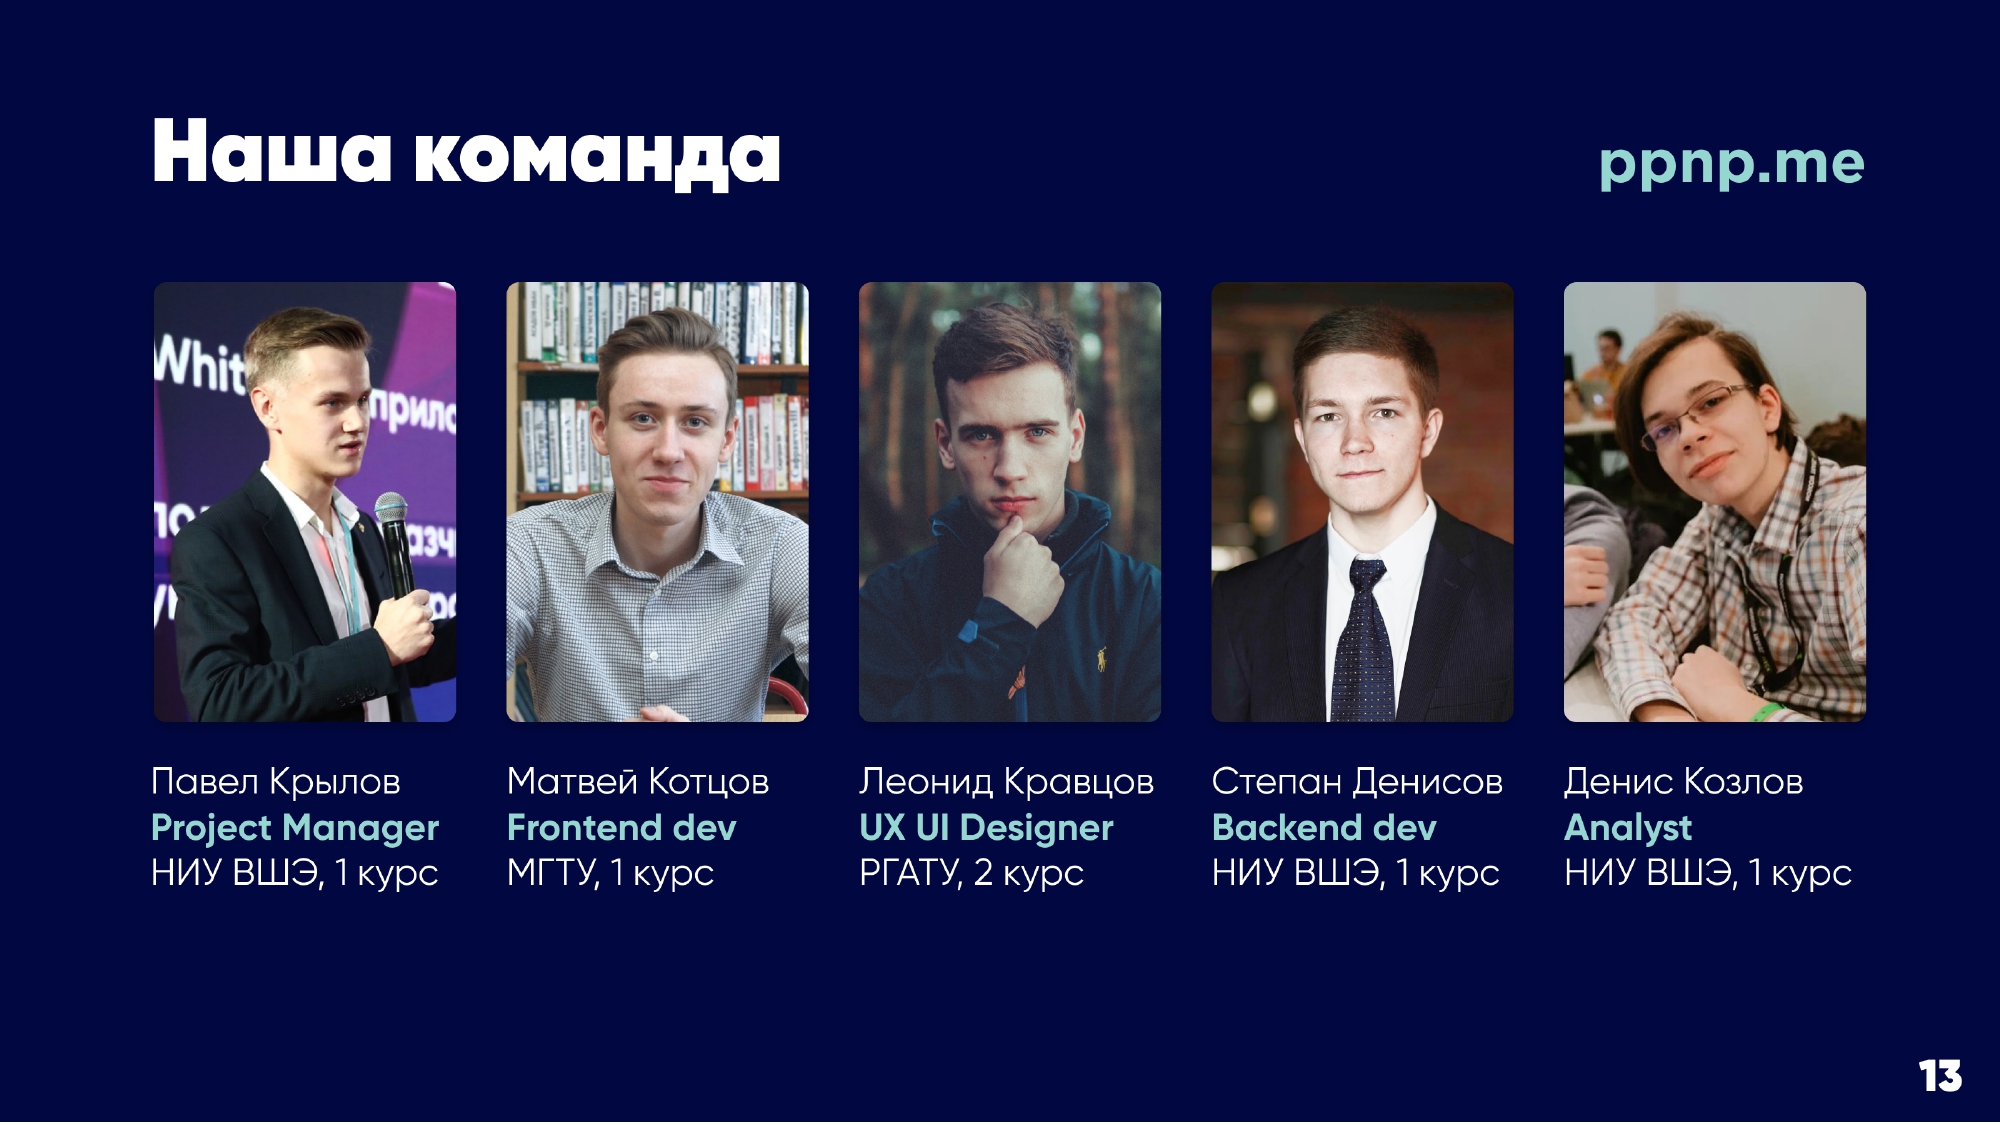 Наша команда
ppnp.me
Whit
прило
Павел Крылов
Project Manager
НИУ ВШЭ, 1 курс
Матвей Котцов
Frontend dev
МГТУ, 1 курс
Леонид Кравцов
UX UI Designer
РГАТУ, 2 курс
Степан Денисов
Backend dev
НИУ ВШЭ, 1 курс
Денис Козлов
Analyst
НИУ ВШЭ, 1 курс
13